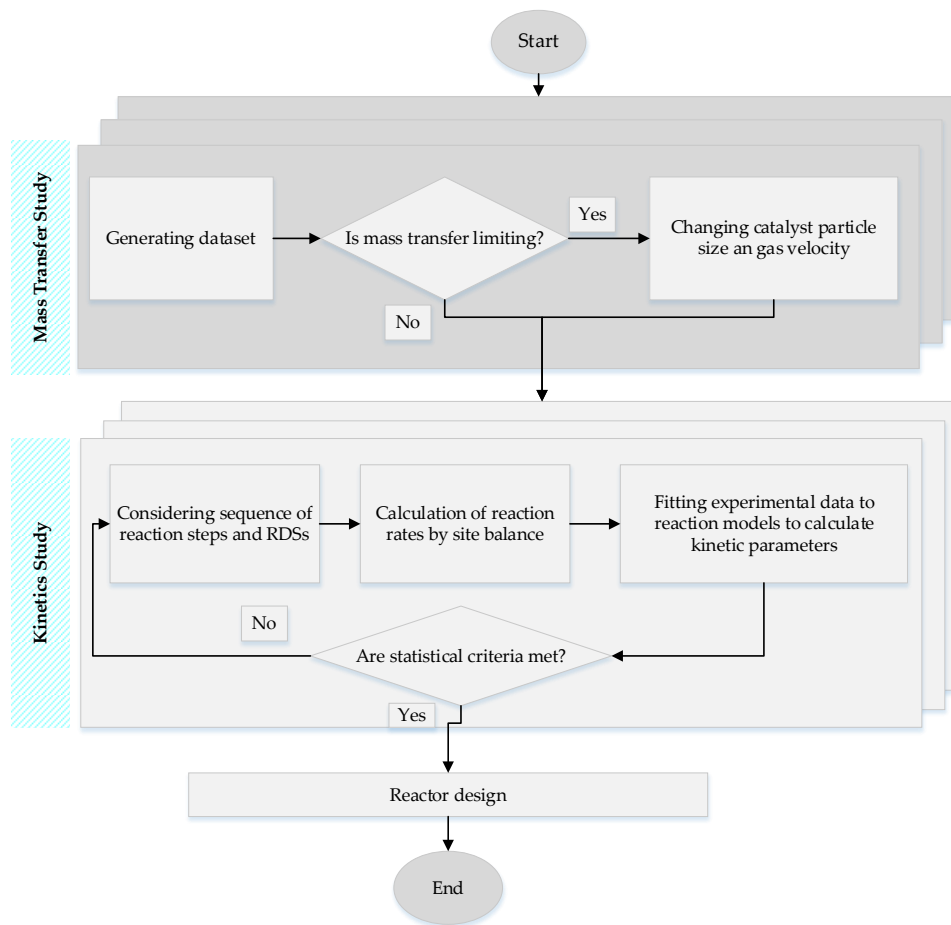 Start
Mass Transfer Study
Generating dataset
Is mass transfer limiting?
Yes
Changing catalyst particle
size an gas velocity
No
Kinetics Study
Considering sequence of
reaction steps and RDSs
Calculation of reaction
rates by site balance
Fitting experimental data to
reaction models to calculate
kinetic parameters
No
Are statistical criteria met?
Yes
Reactor design
End